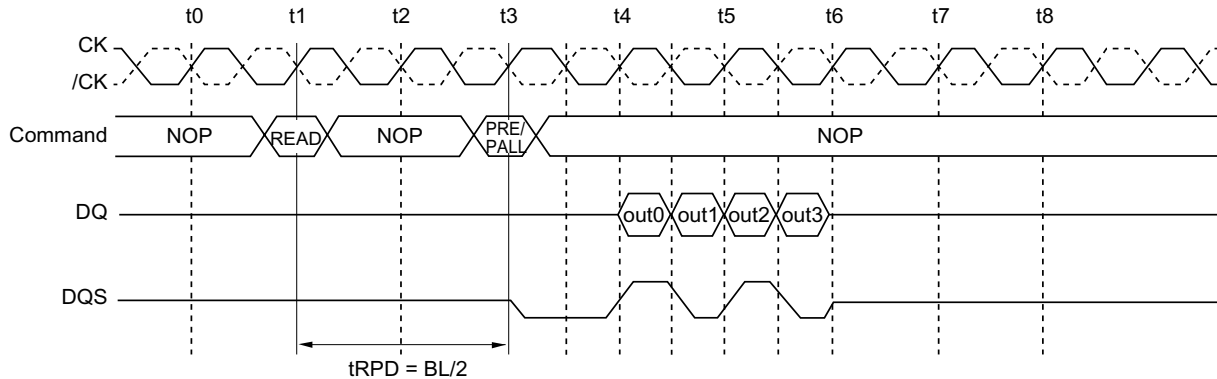 t0 t1 t2 t3 t4 t5 t6 t7 t8
CK
/CK
Command NOP READ NOP PRE/ PALL NOP
DQ out0 out1 out2 out3
DQS
tRPD = BL/2